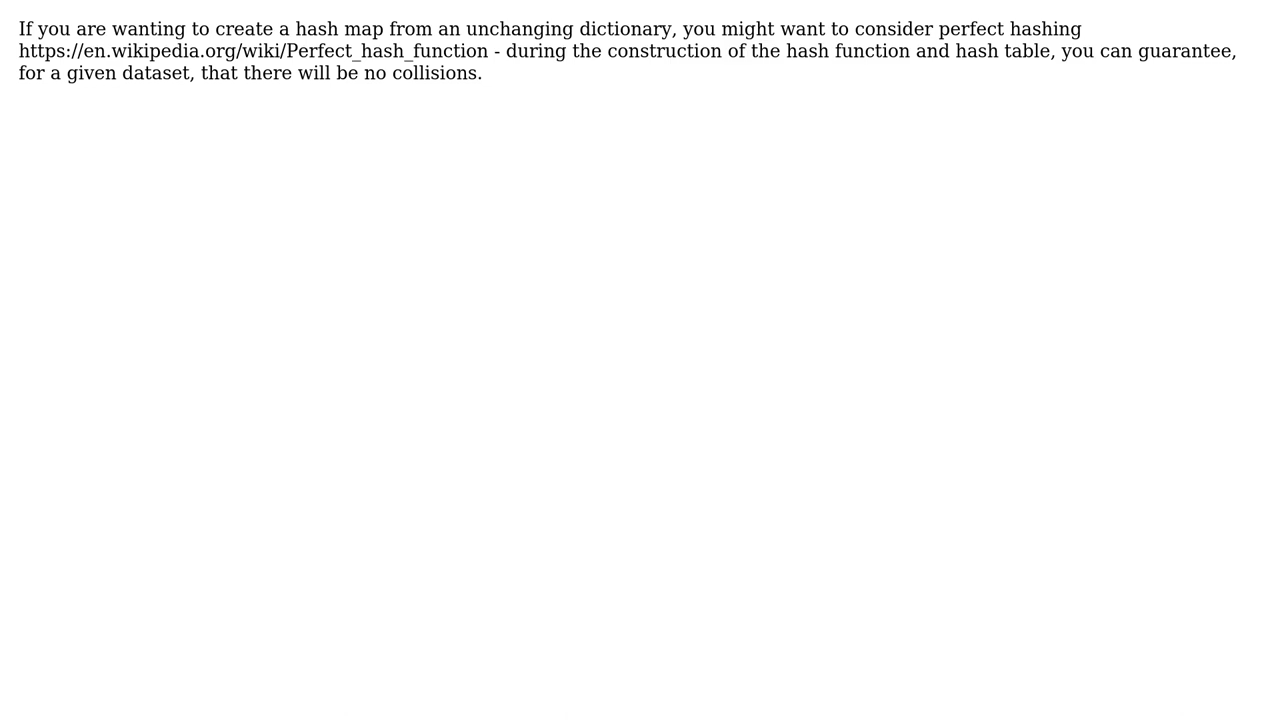 If you are wanting to create a hash map from an unchanging dictionary, you might want to consider perfect hashing
https://en.wikipedia.org/wiki/Perfect_hash_function - during the construction of the hash function and hash table, you can guarantee,
for a given dataset, that there will be no collisions.